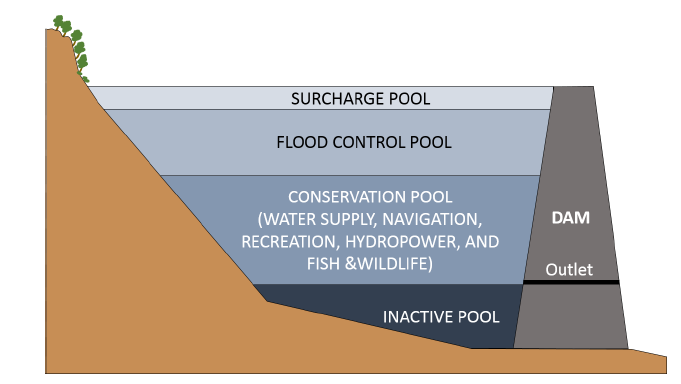 SURCHARGE POOL
FLOOD CONTROL POOL
CONSERVATION POOL
(WATER SUPPLY, NAVIGATION,
RECREATION, HYDROPOWER, AND
FISH &WILDLIFE)
DAM
Outlet
INACTIVE POOL